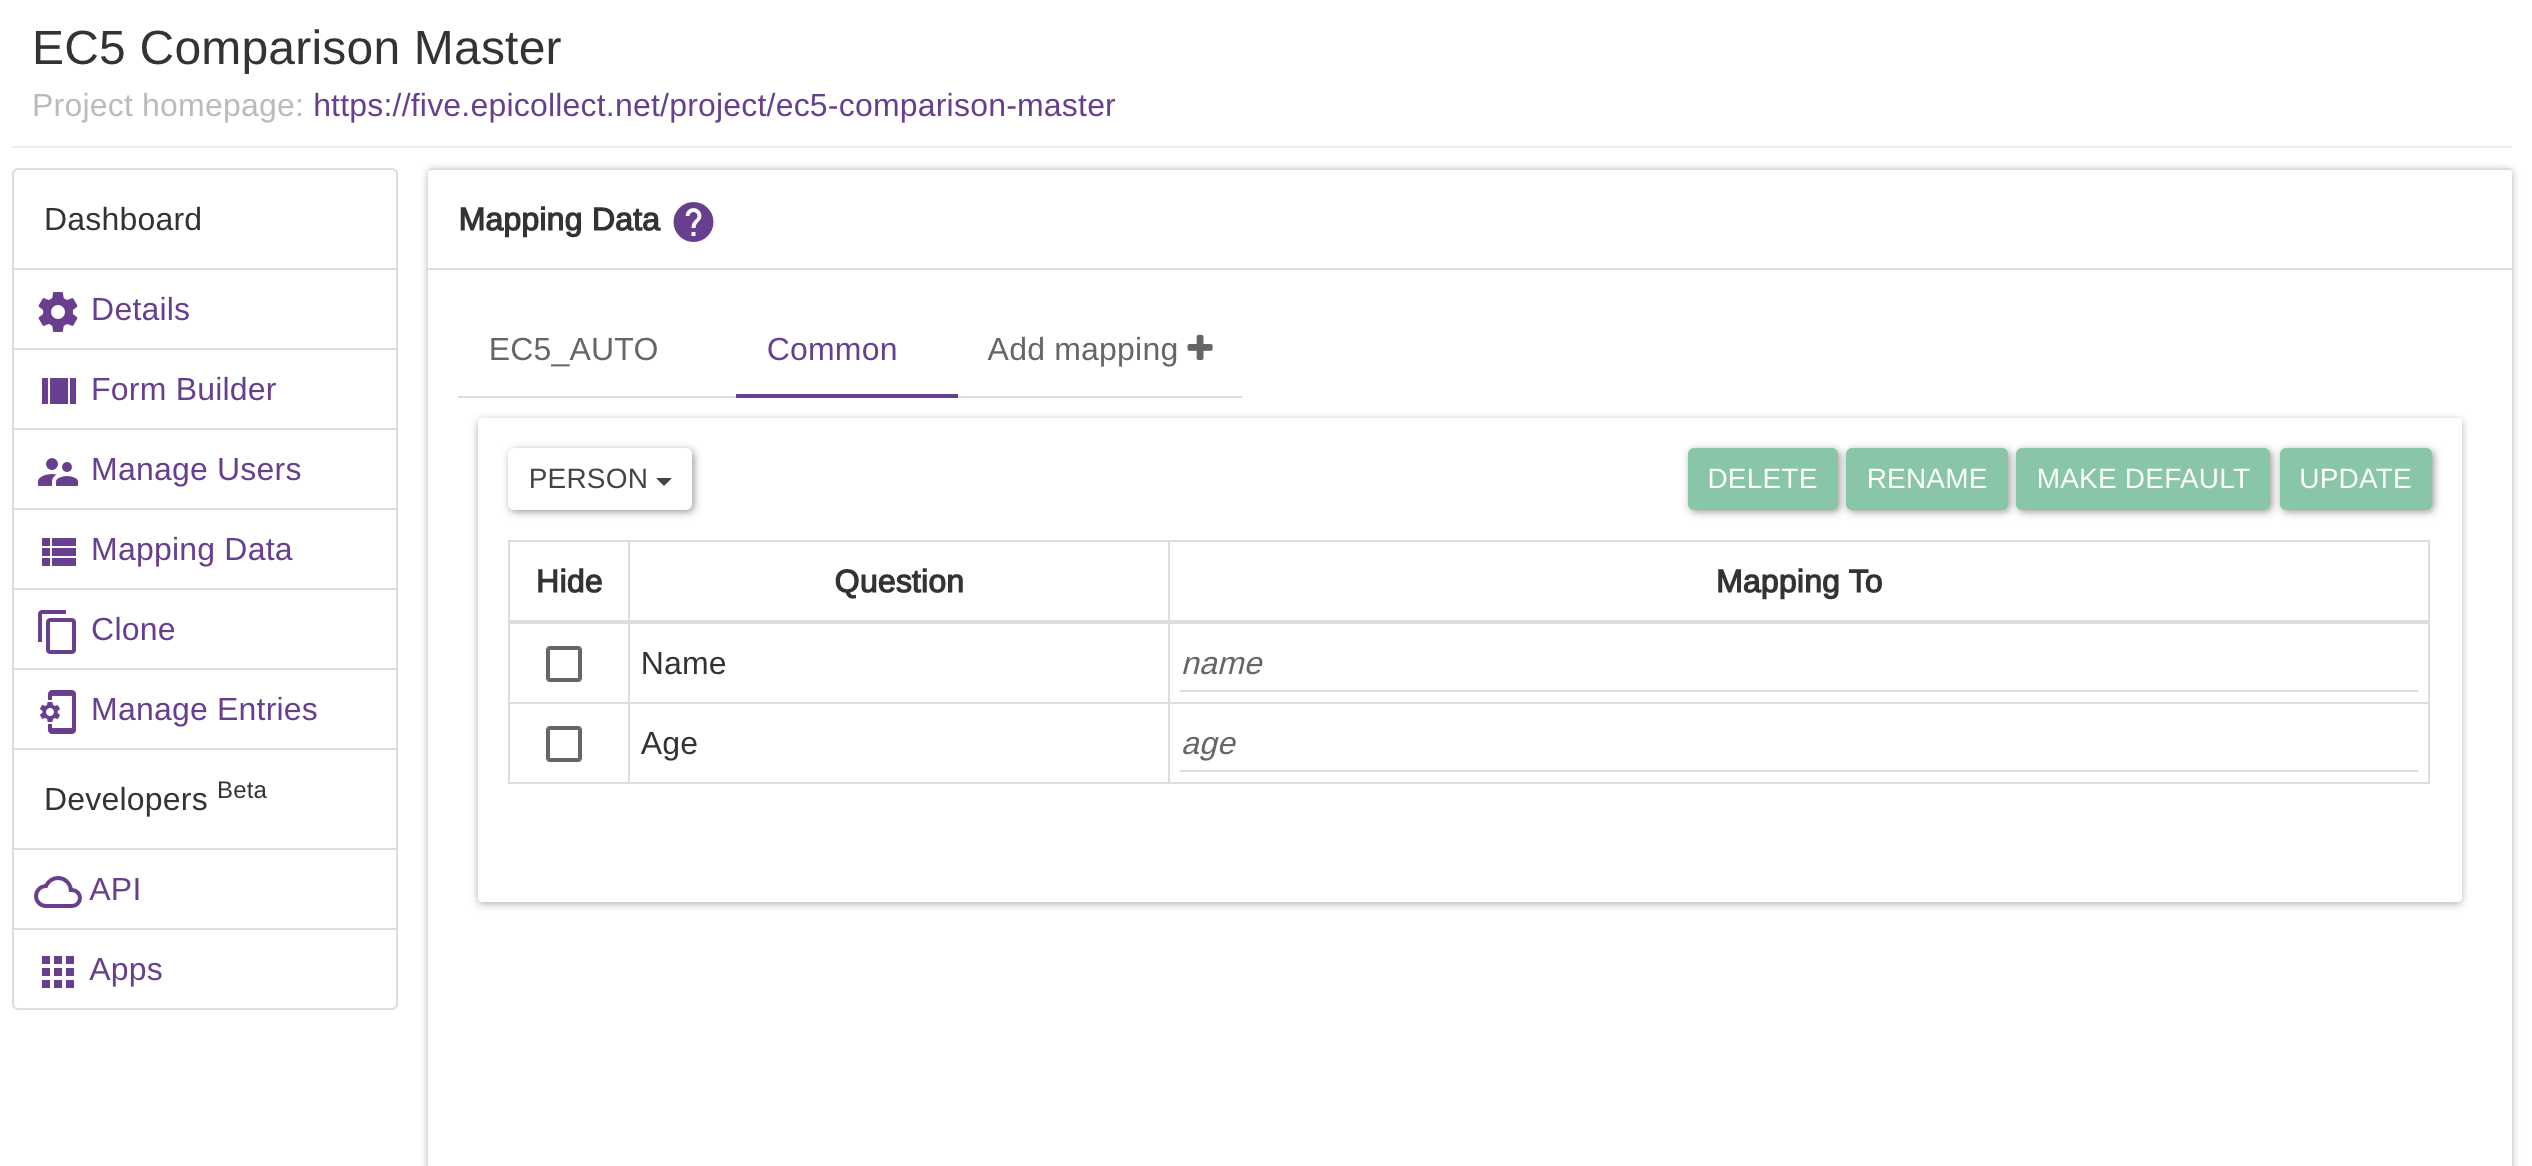 EC5 Comparison Master
Project homepage: https://five.epicollect.net/project/ec5-comparison-master
Dashboard
Details
Form Builder
Manage Users
Mapping Data
Clone
Manage Entries
Developers Beta
API
Apps
Mapping Data ?
EC5_AUTO Common Add mapping
PERSON DELETE RENAME MAKE DEFAULT UPDATE
Hide Question Mapping To
Name name
Age age